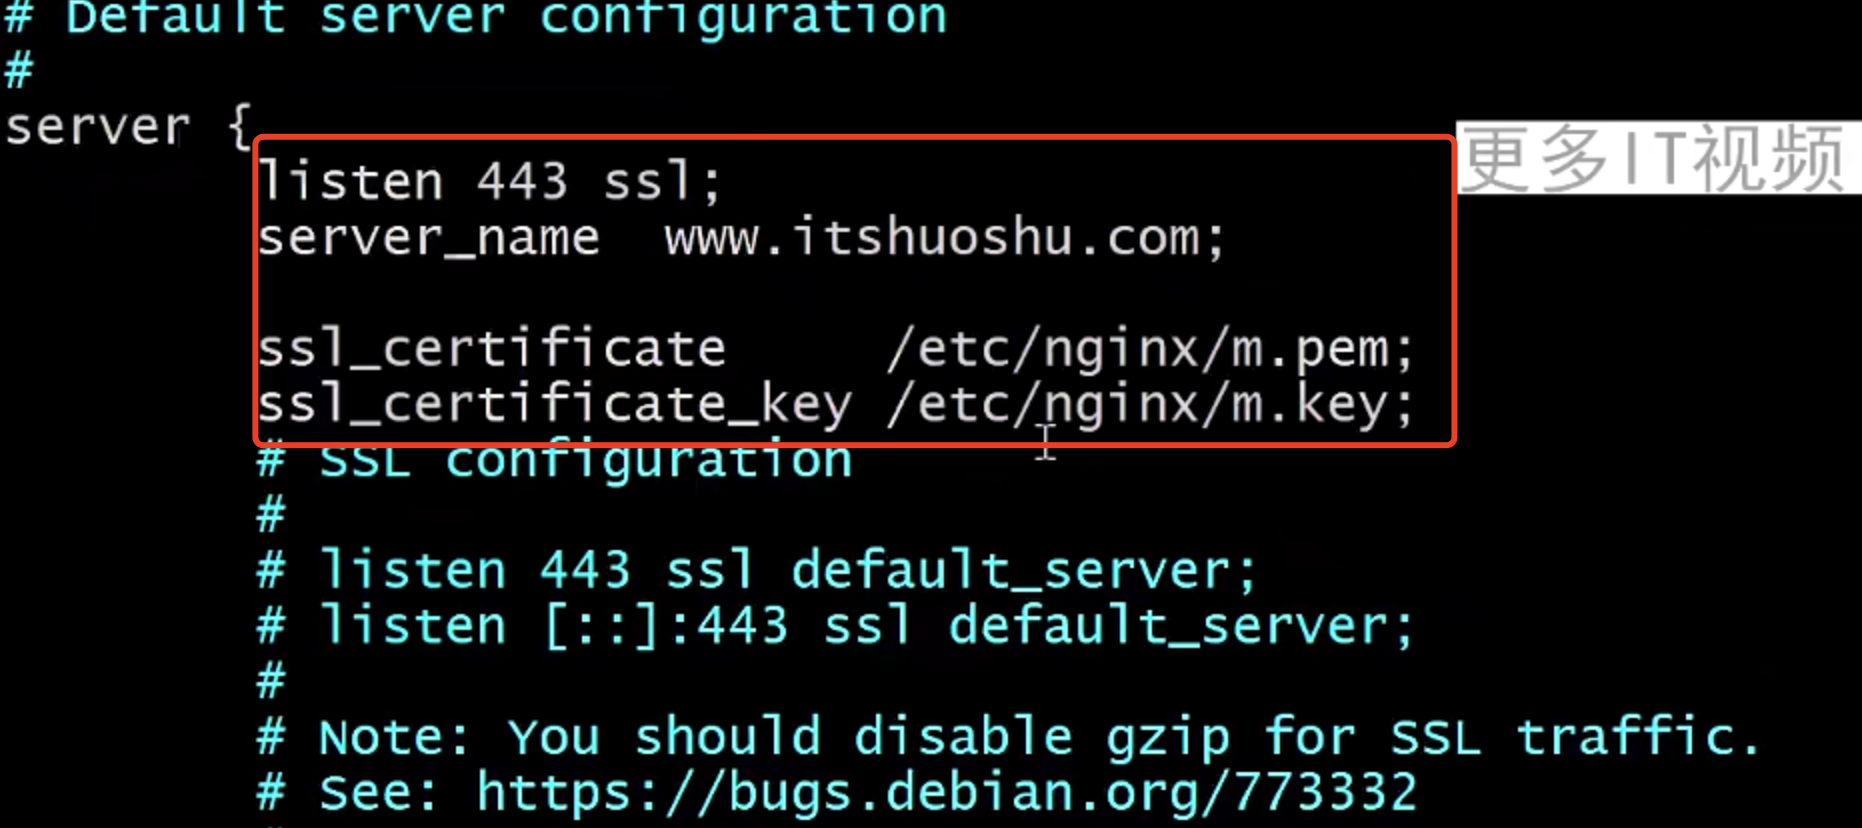 # Default server configuration
#
server {
更多IT视频
listen 443 ssl;
server_name  www.itshuoshu.com;
ssl_certificate     /etc/nginx/m.pem;
ssl_certificate_key /etc/nginx/m.key;
# SSL configuration
#
# listen 443 ssl default_server;
# listen [::]:443 ssl default_server;
#
# Note: You should disable gzip for SSL traffic.
# See: https://bugs.debian.org/773332